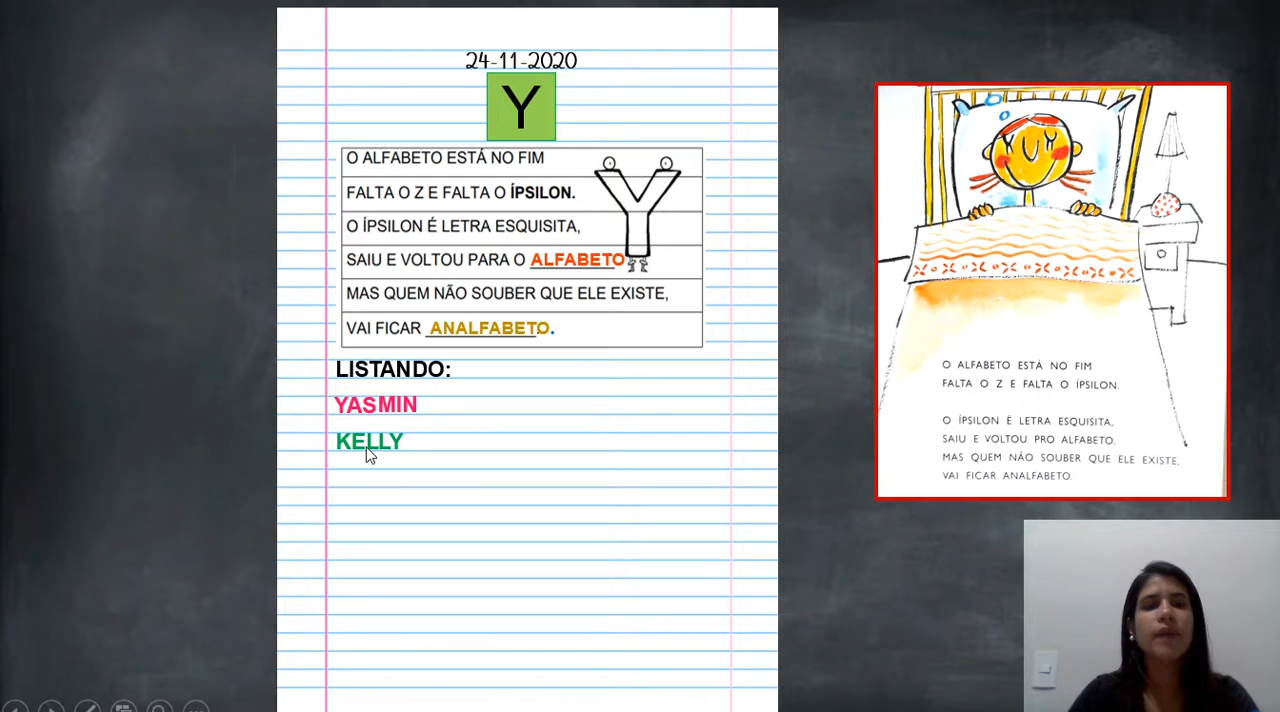 24-11-2020
Y
O ALFABETO ESTÁ NO FIM
FALTA O Z E FALTA O ÍPSILON.
O ÍPSILON É LETRA ESQUISITA,
SAIU E VOLTOU PARA O ALFABETO
MAS QUEM NÃO SOUBER QUE ELE EXISTE,
VAI FICAR ANALFABETO.
LISTANDO:
YASMIN
KELLY
O ALFABETO ESTÁ NO FIM
FALTA O Z E FALTA O ÍPSILON.
O ÍPSILON É LETRA ESQUISITA,
SAIU E VOLTOU PRO ALFABETO.
MAS QUEM NÃO SOUBER QUE ELE EXISTE,
VAI FICAR ANALFABETO.